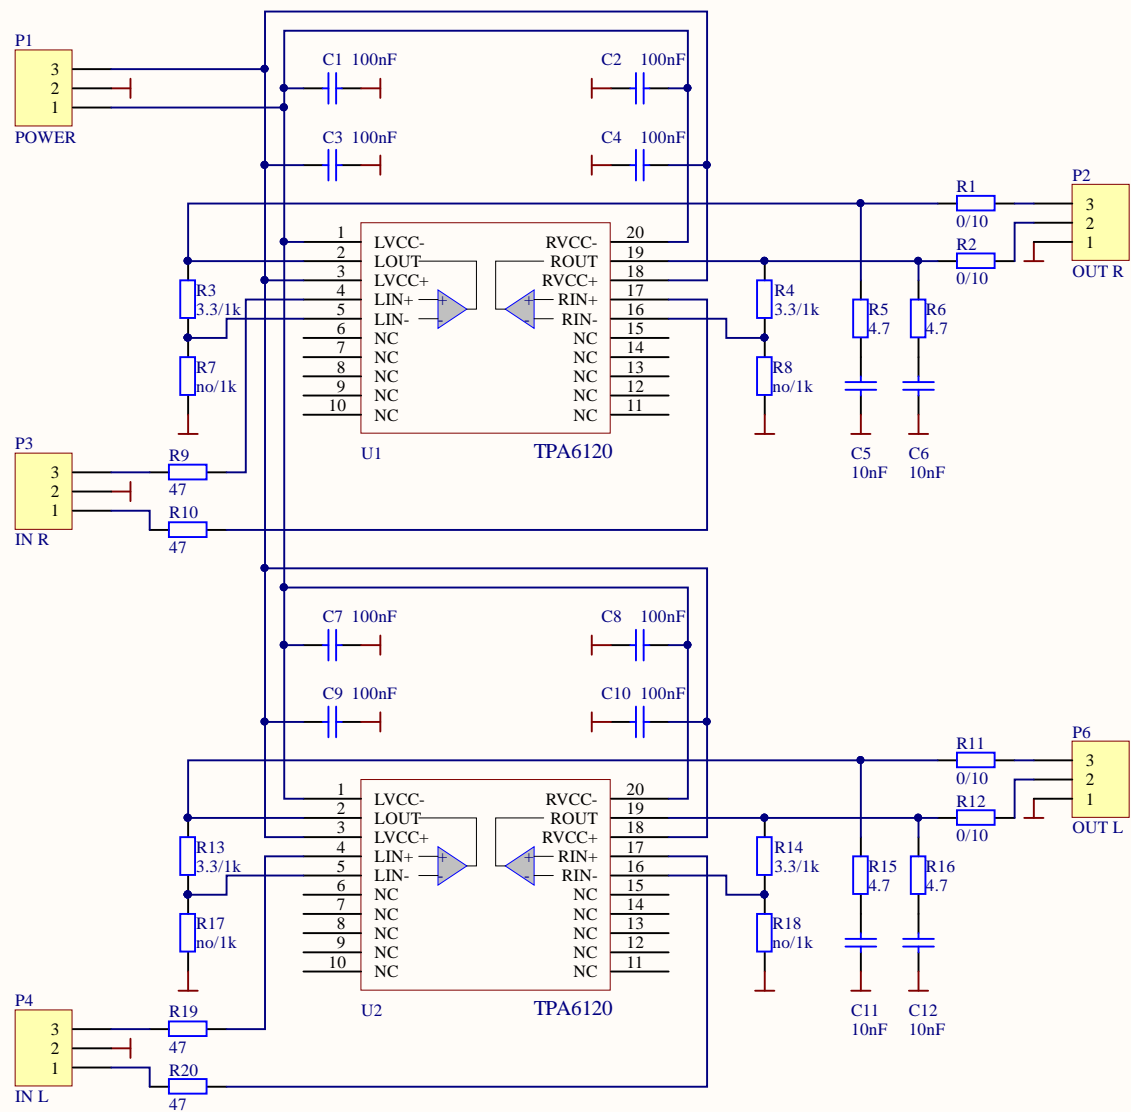 P1
3
2
1
POWER
C1 100nF
C2 100nF
C3 100nF
C4 100nF
P2
3
2
1
OUT R
R1
0/10
R2
0/10
1 LVCC-
2 LOUT
3 LVCC+
4 LIN+
5 LIN-
6 NC
7 NC
8 NC
9 NC
10 NC
RVCC- 20
ROUT 19
RVCC+ 18
RIN+ 17
RIN- 16
NC 15
NC 14
NC 13
NC 12
NC 11
+
-
+
-
U1
TPA6120
R3
3.3/1k
R7
no/1k
R4
3.3/1k
R8
no/1k
R5
4.7
R6
4.7
C5
10nF
C6
10nF
P3
3
2
1
IN R
R9
47
R10
47
C7 100nF
C8 100nF
C9 100nF
C10 100nF
P6
3
2
1
OUT L
R11
0/10
R12
0/10
1 LVCC-
2 LOUT
3 LVCC+
4 LIN+
5 LIN-
6 NC
7 NC
8 NC
9 NC
10 NC
RVCC- 20
ROUT 19
RVCC+ 18
RIN+ 17
RIN- 16
NC 15
NC 14
NC 13
NC 12
NC 11
+
-
+
-
U2
TPA6120
R13
3.3/1k
R17
no/1k
R14
3.3/1k
R18
no/1k
R15
4.7
R16
4.7
C11
10nF
C12
10nF
P4
3
2
1
IN L
R19
47
R20
47